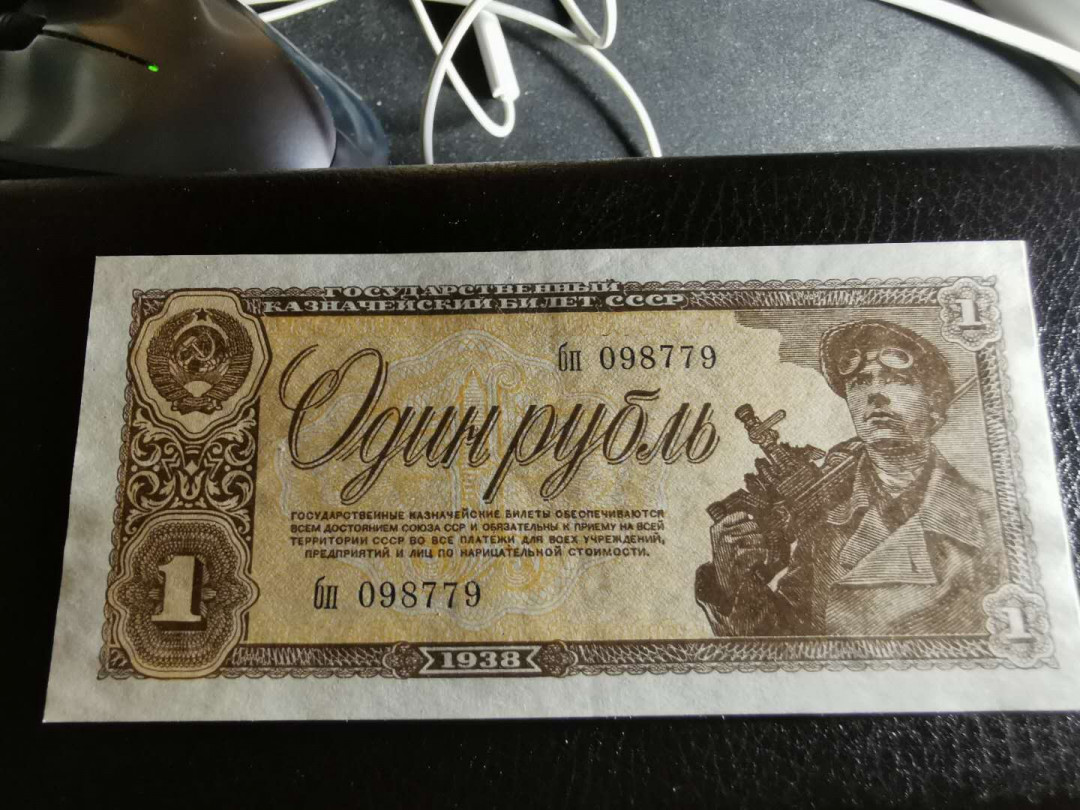 ГОСУДАРСТВЕННЫЙ
КАЗНАЧЕЙСКИЙ БИЛЕТ СССР
1
бп 098779
Один рубль
ГОСУДАРСТВЕННЫЕ КАЗНАЧЕЙСКИЕ БИЛЕТЫ ОБЕСПЕЧИВАЮТСЯ
ВСЕМ ДОСТОЯНИЕМ СОЮЗА ССР И ОБЯЗАТЕЛЬНЫ К ПРИЕМУ НА ВСЕЙ
ТЕРРИТОРИИ СССР ВО ВСЕ ПЛАТЕЖИ ДЛЯ ВСЕХ УЧРЕЖДЕНИЙ,
ПРЕДПРИЯТИЙ И ЛИЦ ПО НАРИЦАТЕЛЬНОЙ СТОИМОСТИ.
1
бп 098779
1
1938